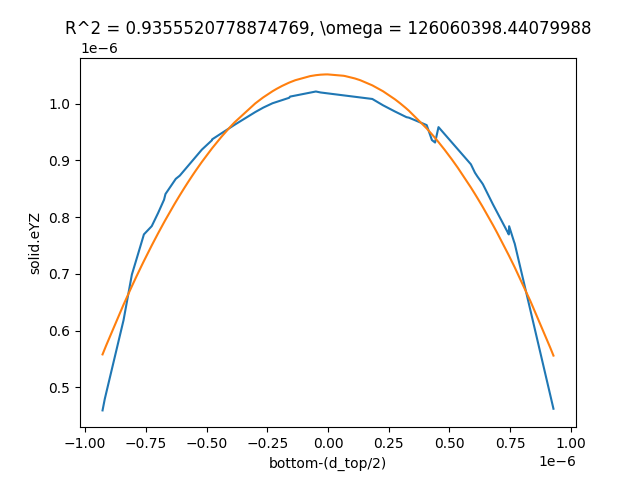 R^2 = 0.9355520778874769, \omega = 126060398.44079988
1e−6
1.0
0.9
0.8
0.7
0.6
0.5
solid.eYZ
−1.00 −0.75 −0.50 −0.25 0.00 0.25 0.50 0.75 1.00
bottom-(d_top/2)
1e−6